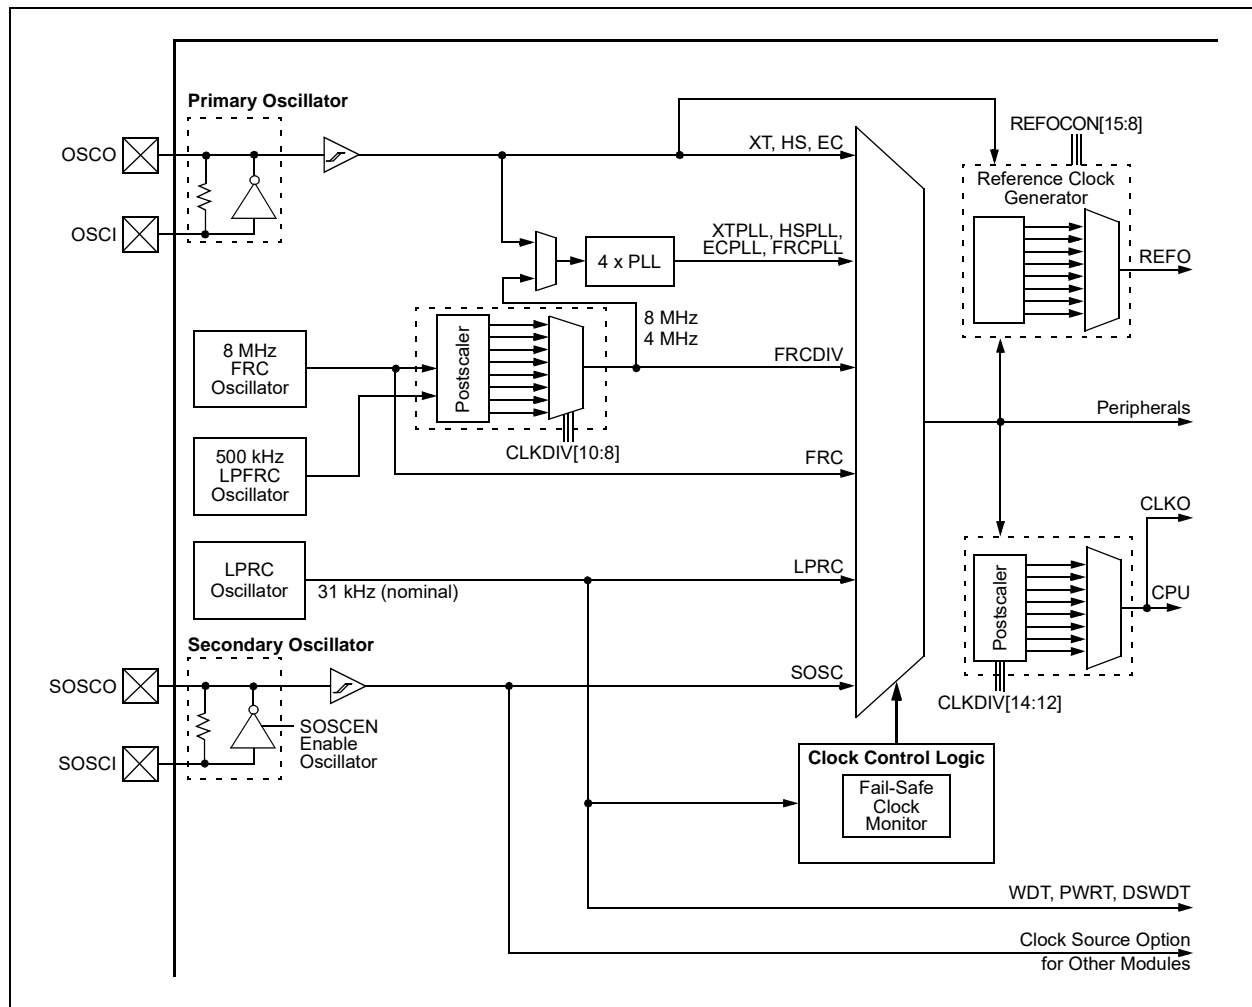 Primary Oscillator
OSCO
OSCI
XT, HS, EC
REFOCON[15:8]
Reference Clock
Generator
REFO
XTPLL, HSPLL,
ECPLL, FRCPLL
4 x PLL
8 MHz
4 MHz
8 MHz
FRC
Oscillator
Postscaler
FRCDIV
Peripherals
CLKDIV[10:8]
500 kHz
LPFRC
Oscillator
FRC
CLKO
LPRC
Oscillator
31 kHz (nominal)
LPRC
Postscaler
CPU
CLKDIV[14:12]
Secondary Oscillator
SOSCO
SOSCI
SOSCEN
Enable
Oscillator
SOSC
Clock Control Logic
Fail-Safe
Clock
Monitor
WDT, PWRT, DSWDT
Clock Source Option
for Other Modules